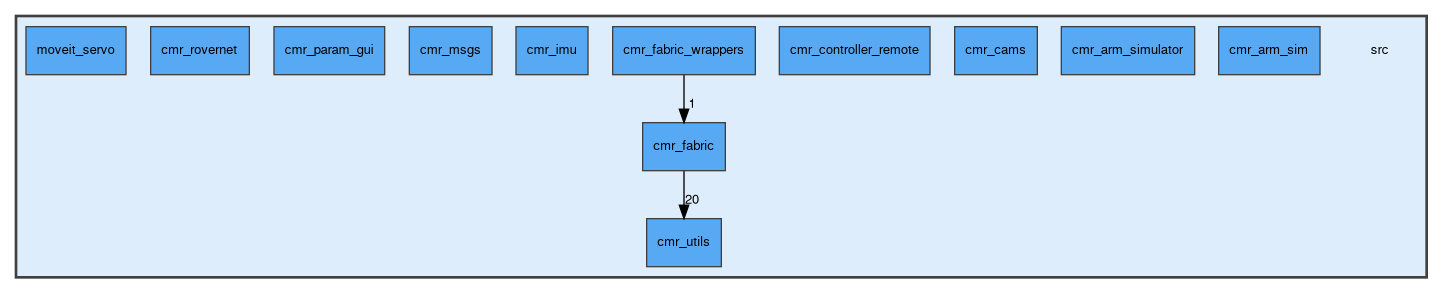 moveit_servo
cmr_rovernet
cmr_param_gui
cmr_msgs
cmr_imu
cmr_fabric_wrappers
cmr_controller_remote
cmr_cams
cmr_arm_simulator
cmr_arm_sim
src
1
cmr_fabric
20
cmr_utils